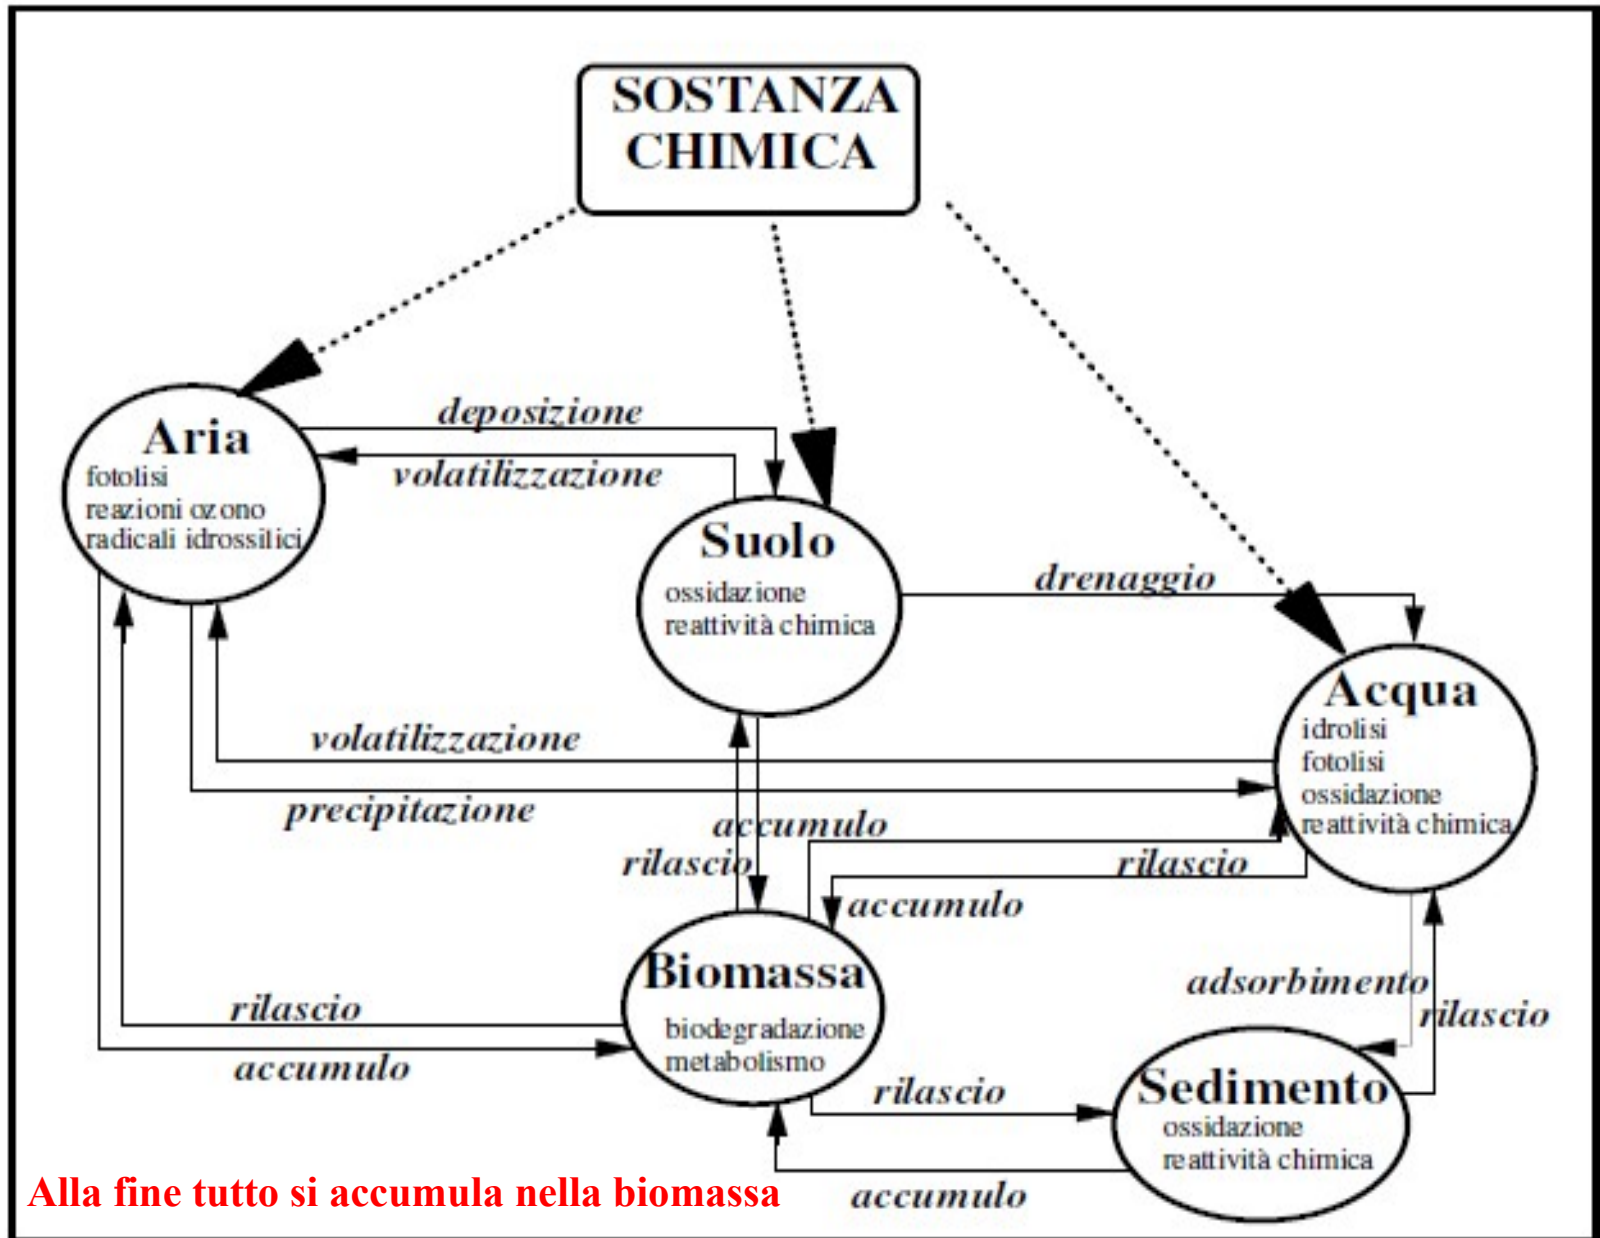 SOSTANZA
CHIMICA
deposizione
Aria
fotolisi
reazioni ozono
radicali idrossilici
volatilizzazione
Suolo
ossidazione
reattività chimica
drenaggio
Acqua
idrolisi
fotolisi
ossidazione
reattività chimica
volatilizzazione
precipitazione
accumulo
rilascio
rilascio
accumulo
Biomassa
biodegradazione
metabolismo
adsorbimento
rilascio
rilascio
accumulo
rilascio
Sedimento
ossidazione
reattività chimica
accumulo
Alla fine tutto si accumula nella biomassa